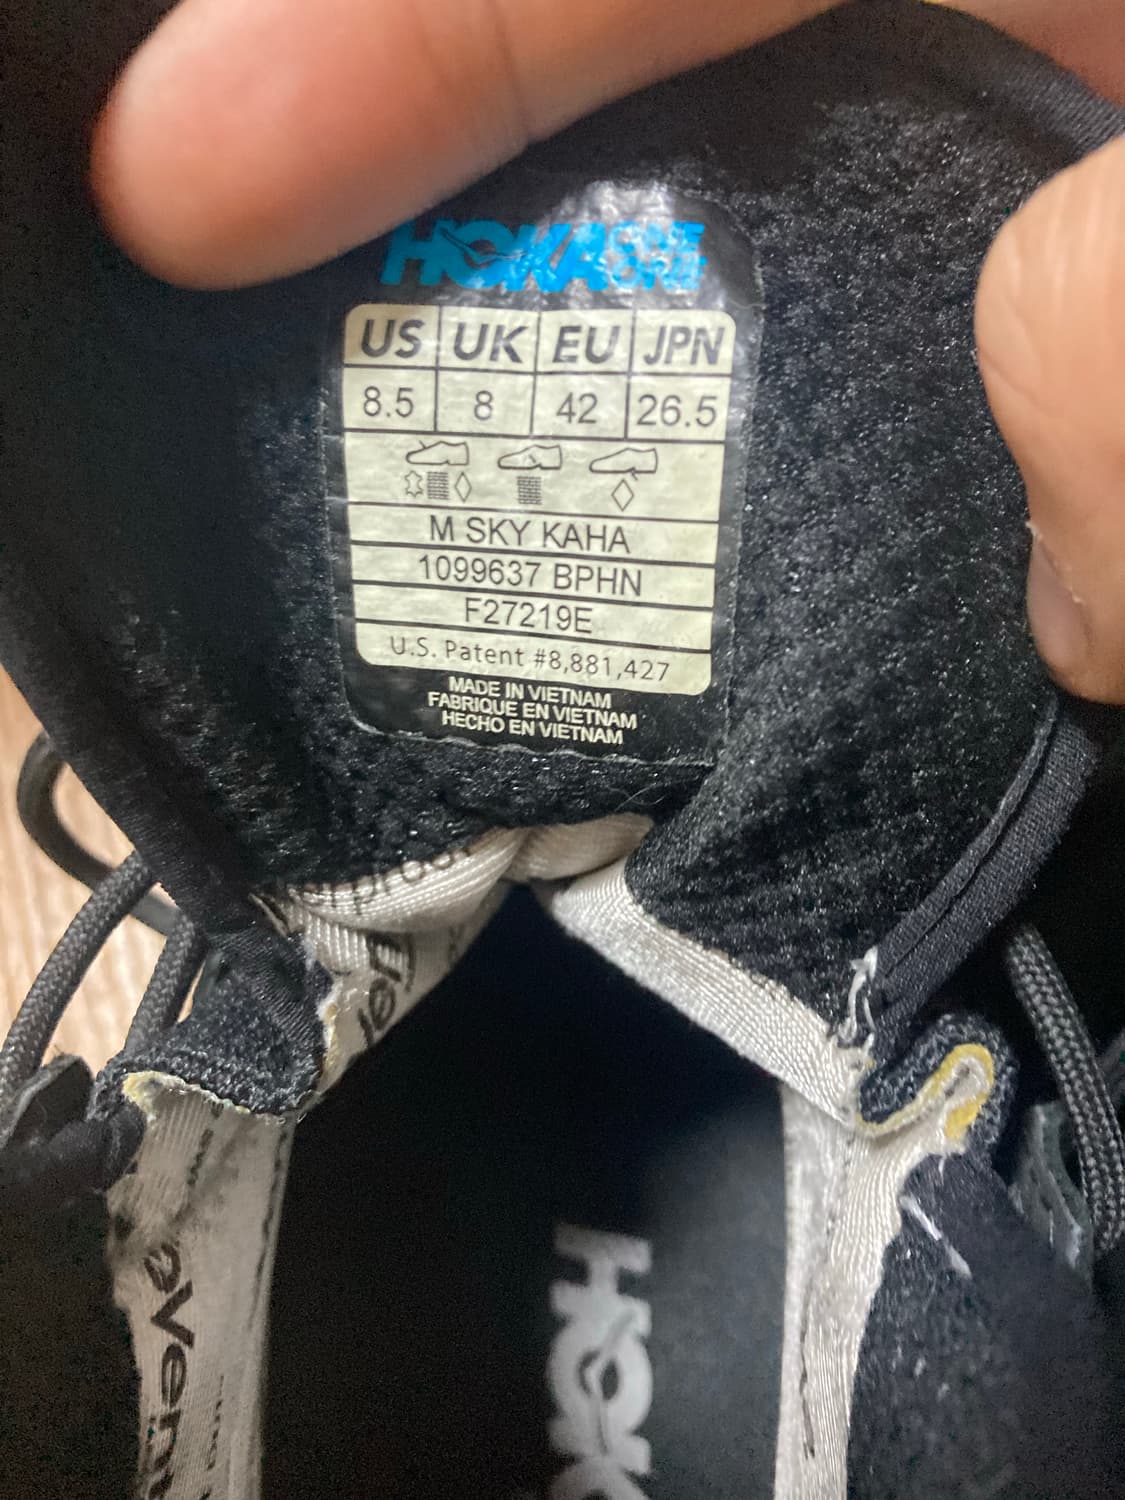 HOKA ONE ONE
US UK EU JPN
8.5 8 42 26.5
M SKY KAHA
1099637 BPHN
F27219E
U.S. Patent #8,881,427
MADE IN VIETNAM
FABRIQUE EN VIETNAM
HECHO EN VIETNAM
HOKA